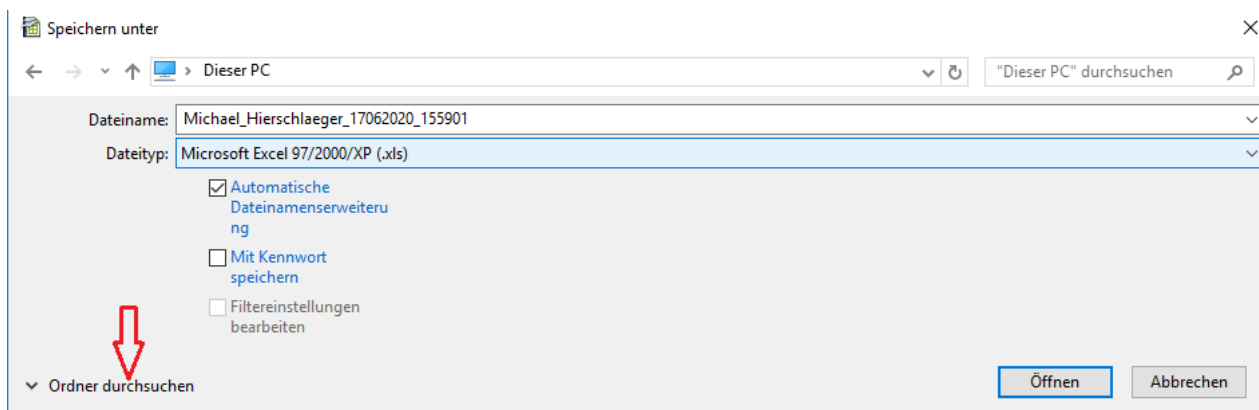 Speichern unter
Dieser PC
"Dieser PC" durchsuchen
Dateiname: Michael_Hierschlaeger_17062020_155901
Dateityp: Microsoft Excel 97/2000/XP (.xls)
Automatische
Dateinamenserweiteru
ng
Mit Kennwort
speichern
Filtereinstellungen
bearbeiten
Ordner durchsuchen
Öffnen
Abbrechen